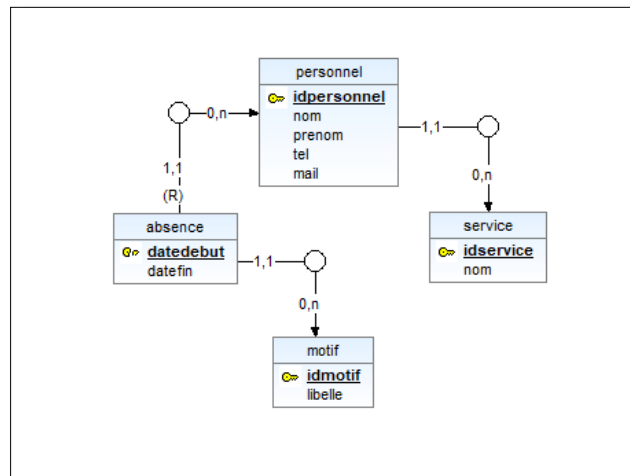 personnel
idpersonnel
nom
prenom
tel
mail
0,n
1,1
1,1
(R)
0,n
absence
datedebut
datefin
1,1
service
idservice
nom
0,n
motif
idmotif
libelle